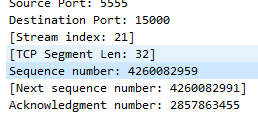 Source Port: 5555
Destination Port: 15000
[Stream index: 21]
[TCP Segment Len: 32]
Sequence number: 4260082959
[Next sequence number: 4260082991]
Acknowledgment number: 2857863455